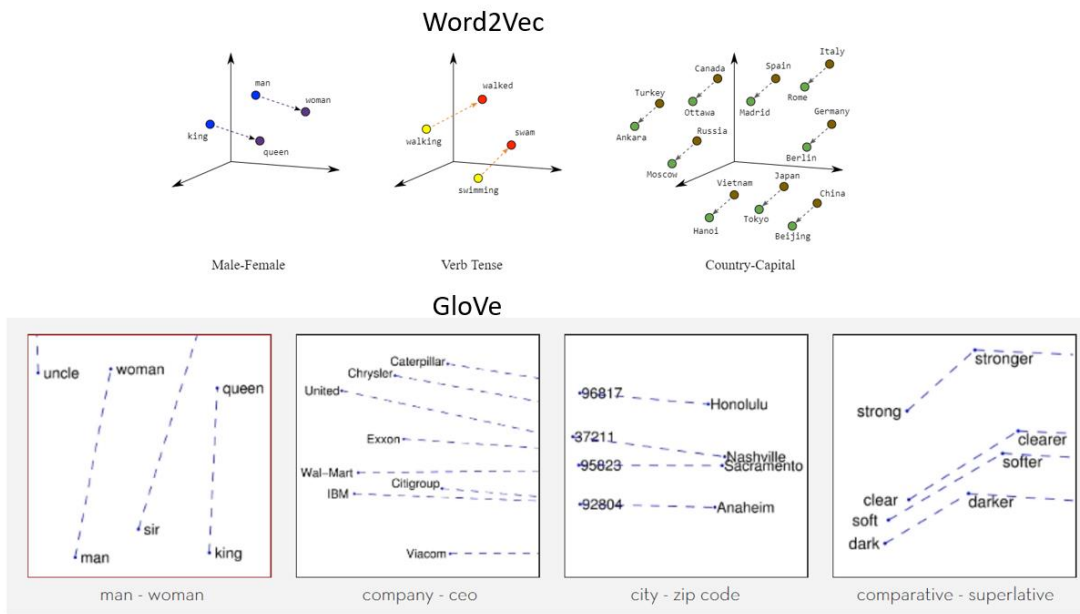 Word2Vec
man
woman
king
queen
Male-Female
walked
walking
swam
swimming
Verb Tense
Italy
Spain
Canada
Rome
Turkey
Madrid
Ottawa
Germany
Ankara
Russia
Berlin
Moscow
Japan
Vietnam
China
Tokyo
Hanoi
Beijing
Country-Capital
GloVe
uncle
woman
queen
sir
man
king
man - woman
Caterpillar
Chrysler
United
Exxon
Wal-Mart
Citigroup
IBM
Viacom
company - ceo
96817
Honolulu
37211
Nashville
95823
Sacramento
92804
Anaheim
city - zip code
stronger
strong
clearer
softer
clear
darker
soft
dark
comparative - superlative